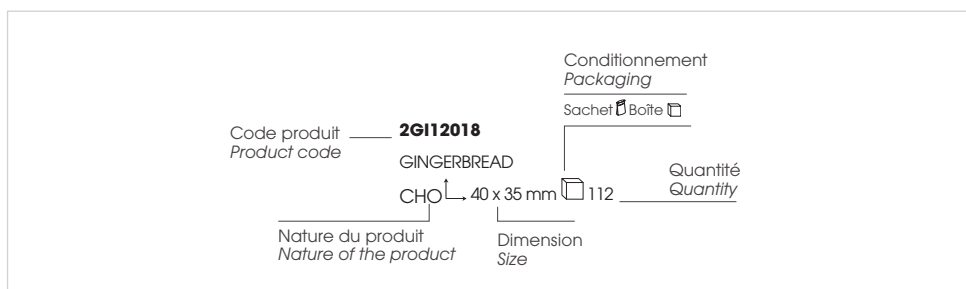 Conditionnement
Packaging
Sachet Boîte
Code produit
Product code
2GI12018
GINGERBREAD
CHO 40 x 35 mm 112
Quantité
Quantity
Nature du produit
Nature of the product
Dimension
Size